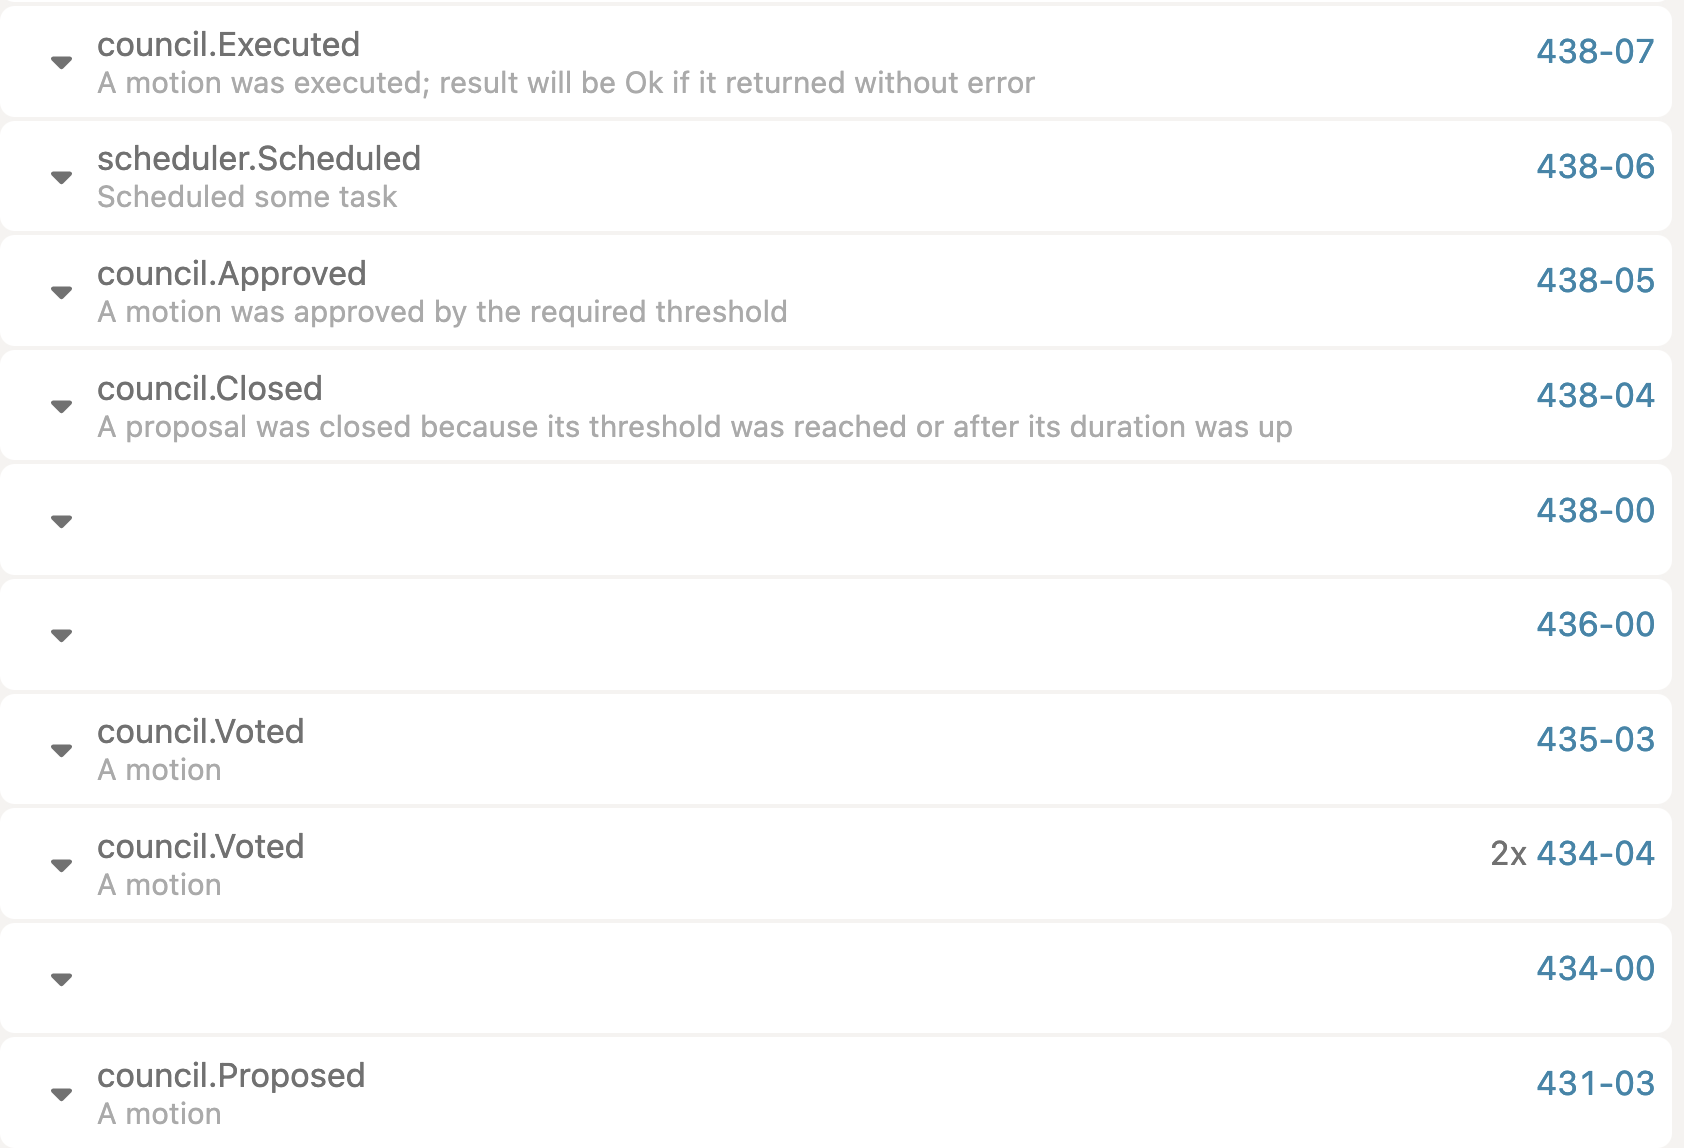 council.Executed
438-07
A motion was executed; result will be Ok if it returned without error
scheduler.Scheduled
438-06
Scheduled some task
council.Approved
438-05
A motion was approved by the required threshold
council.Closed
438-04
A proposal was closed because its threshold was reached or after its duration was up
438-00
436-00
council.Voted
435-03
A motion
council.Voted
2x 434-04
A motion
434-00
council.Proposed
431-03
A motion